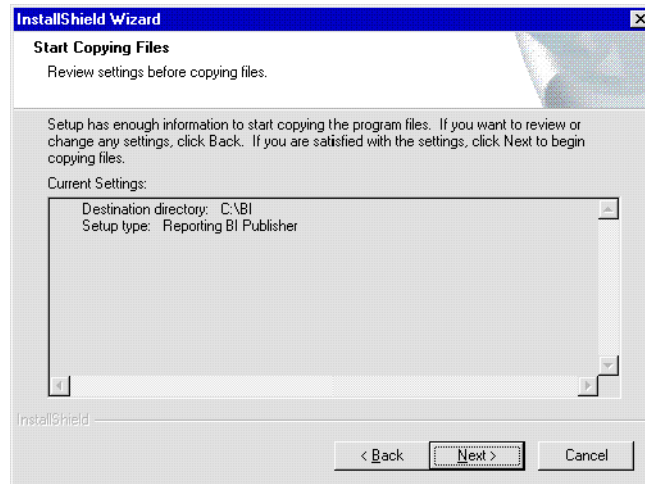 InstallShield Wizard
Start Copying Files
Review settings before copying files.
Setup has enough information to start copying the program files. If you want to review or
change any settings, click Back. If you are satisfied with the settings, click Next to begin
copying files.
Current Settings:
Destination directory: C:\BI
Setup type: Reporting BI Publisher
InstallShield
< Back
Next >
Cancel